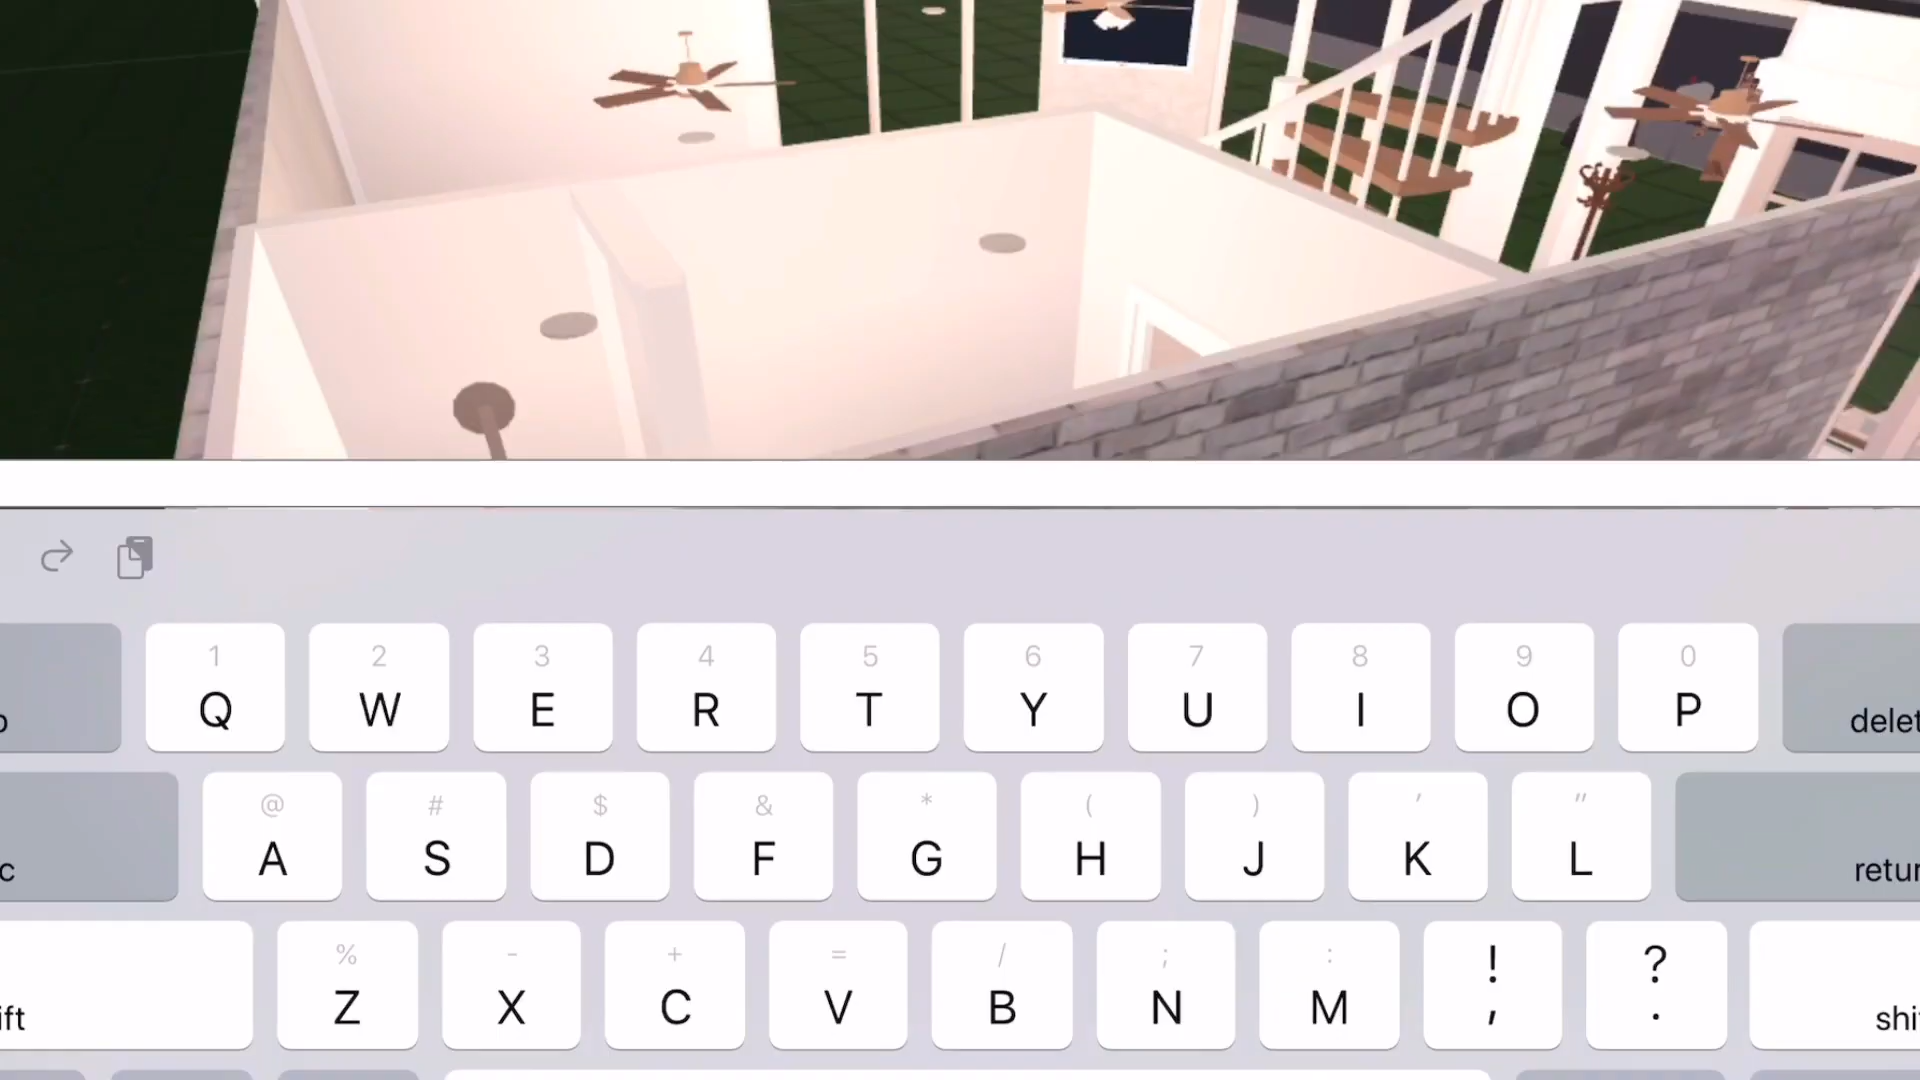 1 2 3 4 5 6 7 8 9 0
Q W E R T Y U I O P delet
@ # $ & * ( ) ' "
c A S D F G H J K L retur
% - + = / ; : ! ?
ift Z X C V B N M , . shi